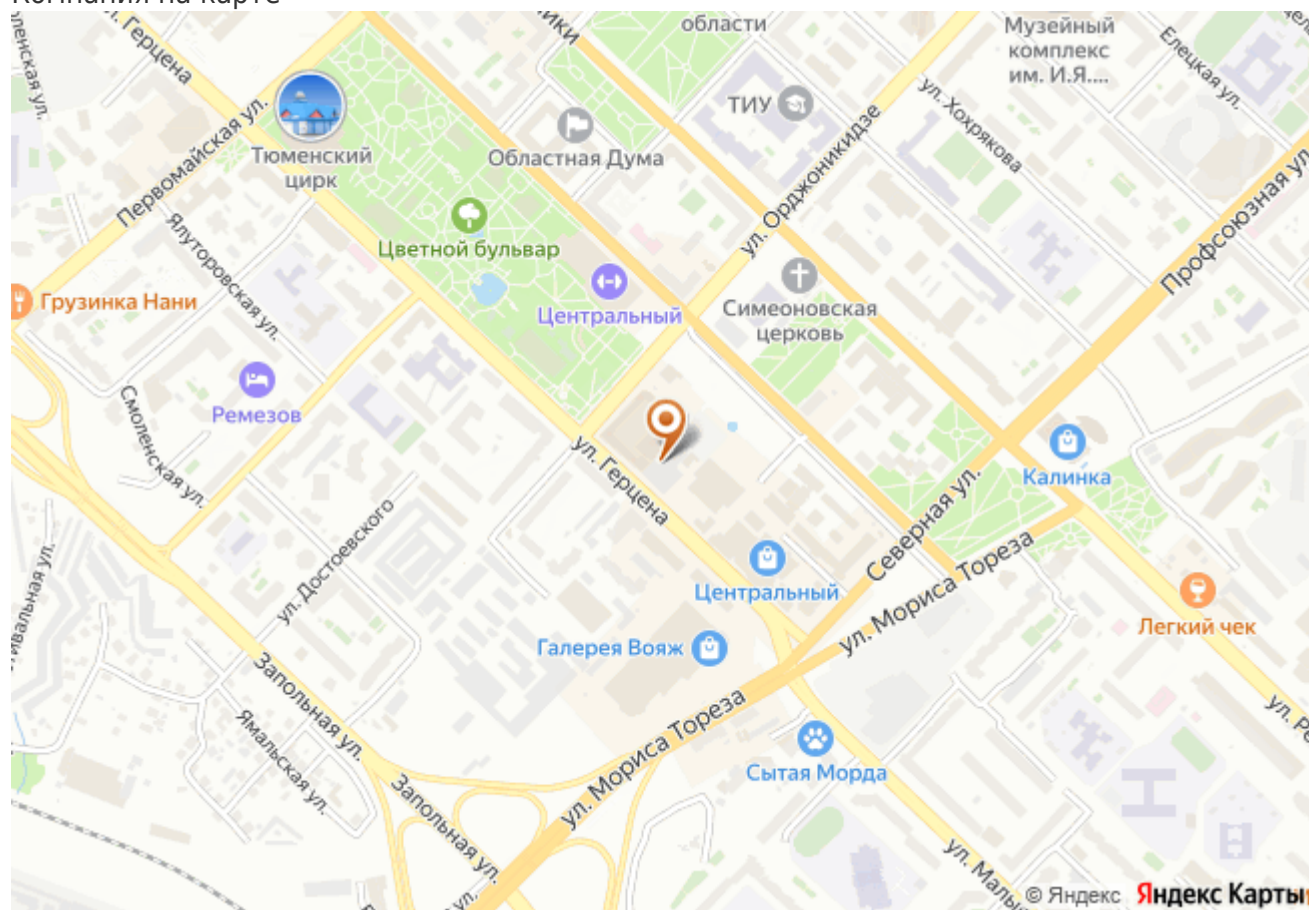 Компания на карте
ул. Герцена
области
Музейный
комплекс
им. И.Я....
Елецкая ул.
ул. Хохрякова
ТИУ
Областная Дума
Первомайская ул.
Тюменский
цирк
ул. Орджоникидзе
Профсоюзная ул.
Цветной бульвар
Ялуторовская ул.
Грузинка Нани
Центральный
Симеоновская
церковь
Ремезов
Смоленская ул.
ул. Герцена
Калинка
Северная ул.
ул. Достоевского
ул. Мориса Тореза
Центральный
Легкий чек
Галерея Вояж
Запольная ул.
Ямальская ул.
ул. Мориса Тореза
Сытая Морда
Запольная ул.
© Яндекс Яндекс Карты